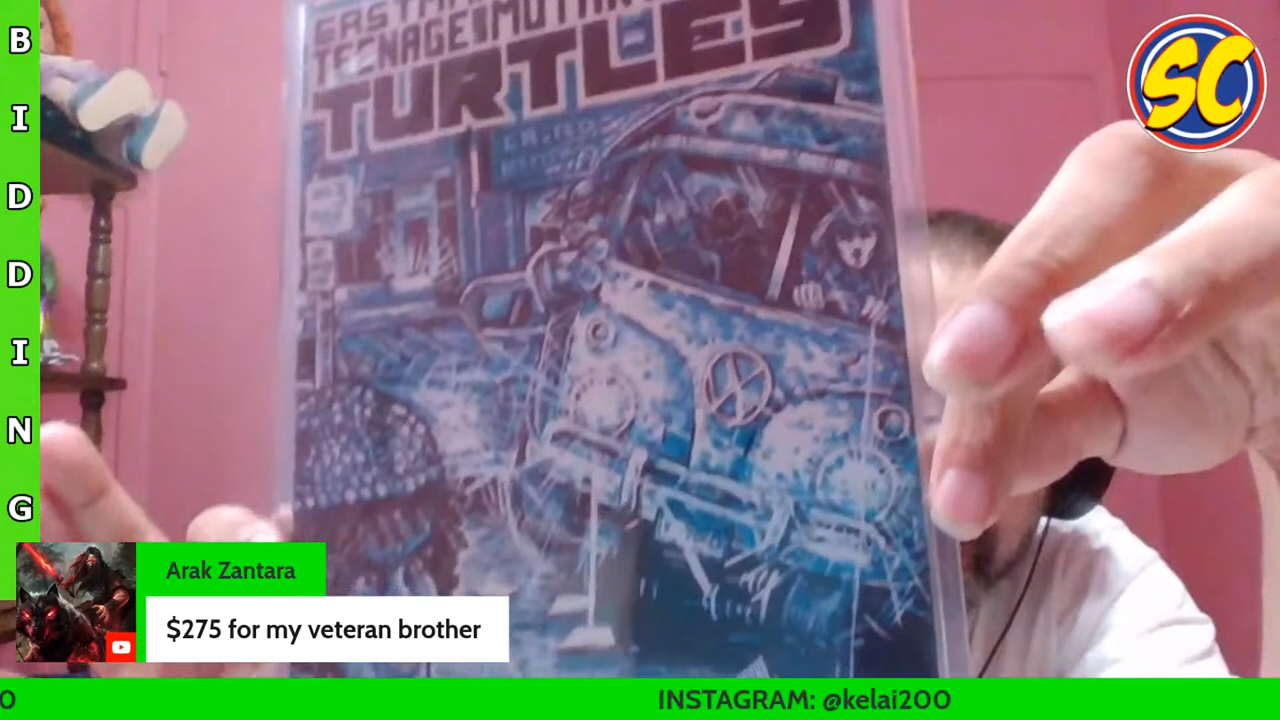 BIDDING
SC
TEENAGE MUTANT
TURTLES
Arak Zantara
$275 for my veteran brother
INSTAGRAM: @kelai200